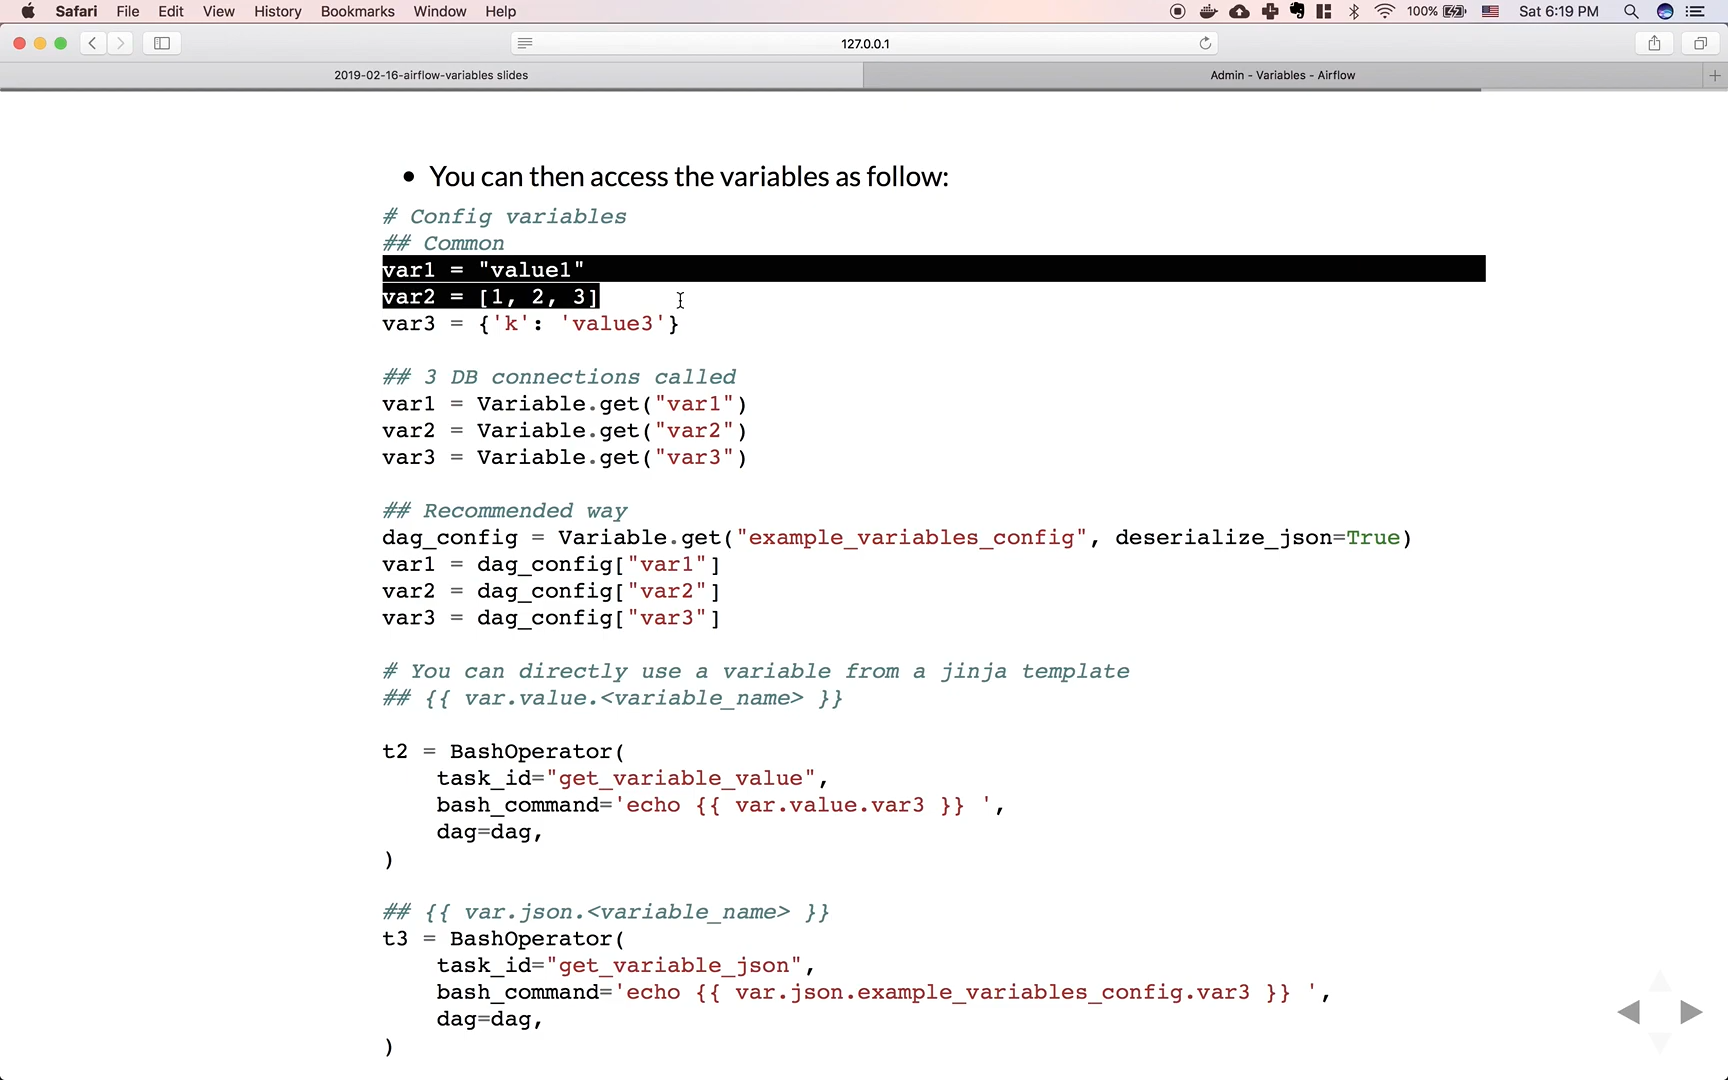 Safari File Edit View History Bookmarks Window Help 100% Sat 6:19 PM
127.0.0.1
2019-02-16-airflow-variables slides Admin - Variables - Airflow +
• You can then access the variables as follow:
# Config variables
## Common
var1 = "value1"
var2 = [1, 2, 3]
var3 = {'k': 'value3'}
## 3 DB connections called
var1 = Variable.get("var1")
var2 = Variable.get("var2")
var3 = Variable.get("var3")
## Recommended way
dag_config = Variable.get("example_variables_config", deserialize_json=True)
var1 = dag_config["var1"]
var2 = dag_config["var2"]
var3 = dag_config["var3"]
# You can directly use a variable from a jinja template
## {{ var.value.<variable_name> }}
t2 = BashOperator(
    task_id="get_variable_value",
    bash_command='echo {{ var.value.var3 }} ',
    dag=dag,
)
## {{ var.json.<variable_name> }}
t3 = BashOperator(
    task_id="get_variable_json",
    bash_command='echo {{ var.json.example_variables_config.var3 }} ',
    dag=dag,
)